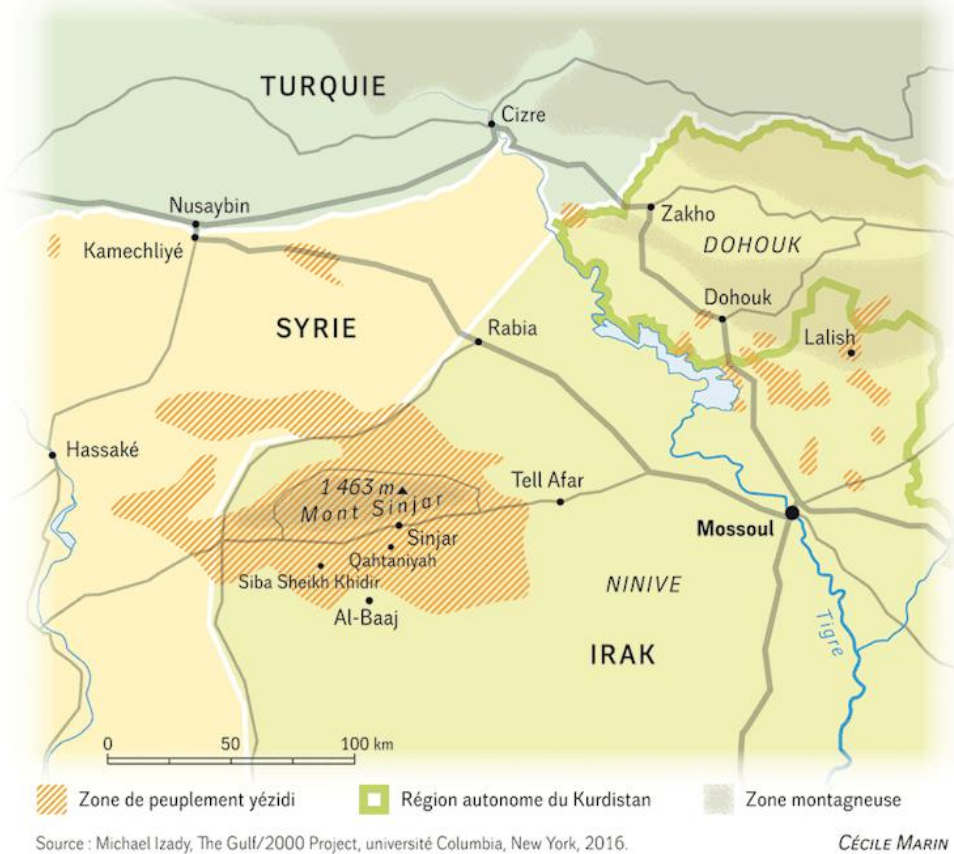 TURQUIE
Cizre
Nusaybin
Kamechliyé
Zakho
DOHOUK
Dohouk
SYRIE
Rabia
Lalish
Hassaké
1 463 m
Mont Sinjar
Tell Afar
Sinjar
Mossoul
Qahtaniyah
Siba Sheikh Khidir
Al-Baaj
NINIVE
IRAK
Tigre
0 50 100 km
Zone de peuplement yézidi
Région autonome du Kurdistan
Zone montagneuse
Source : Michael Izady, The Gulf/2000 Project, université Columbia, New York, 2016.
CÉCILE MARIN